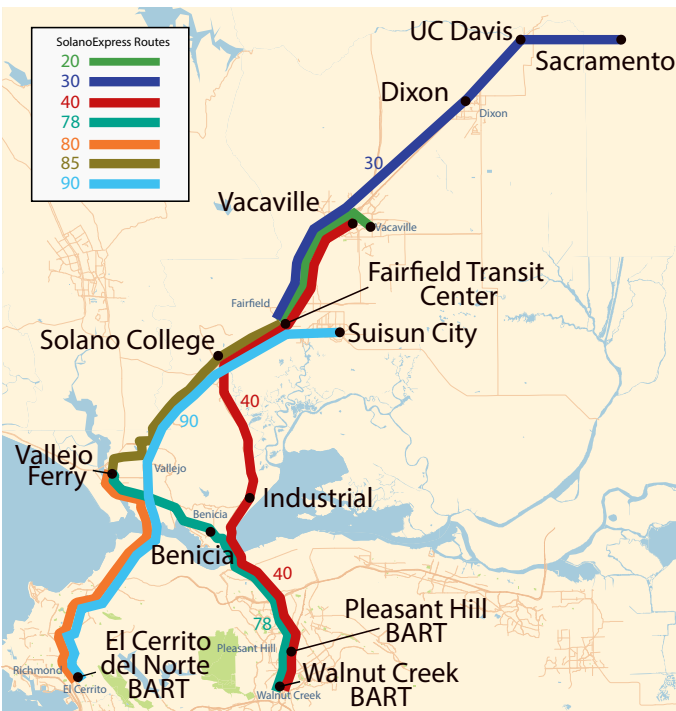 SolanoExpress Routes
20
30
40
78
80
85
90
UC Davis
Sacramento
Dixon
Dixon
30
Vacaville
Vacaville
Fairfield Transit
Center
Fairfield
Suisun City
Solano College
40
90
Vallejo
Ferry
Vallejo
Industrial
Benicia
Benicia
40
Pleasant Hill
BART
78
El Cerrito
del Norte
BART
Pleasant Hill
Walnut Creek
BART
Richmond
El Cerrito
Walnut Creek